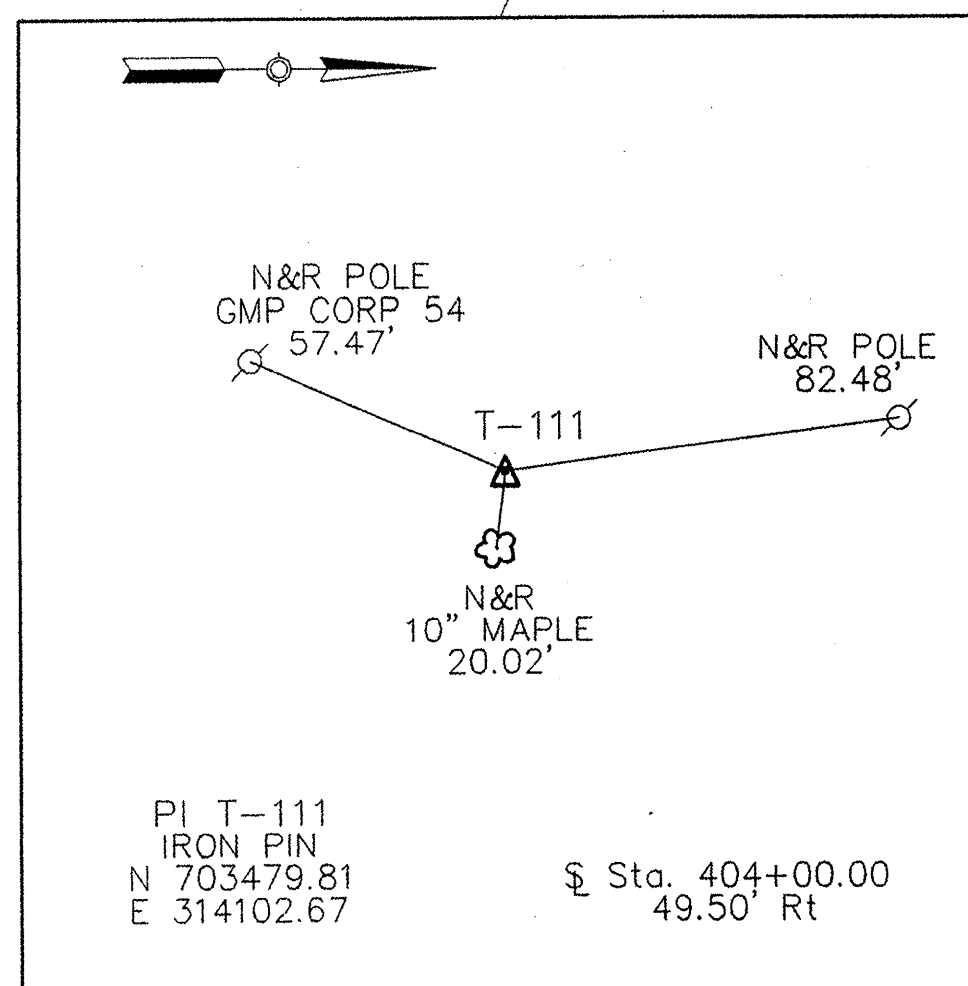 N&R POLE
GMP CORP 54
57.47'
N&R POLE
82.48'
T-111
N&R
10" MAPLE
20.02'
PI T-111
IRON PIN
N 703479.81
E 314102.67
℄ Sta. 404+00.00
49.50' Rt